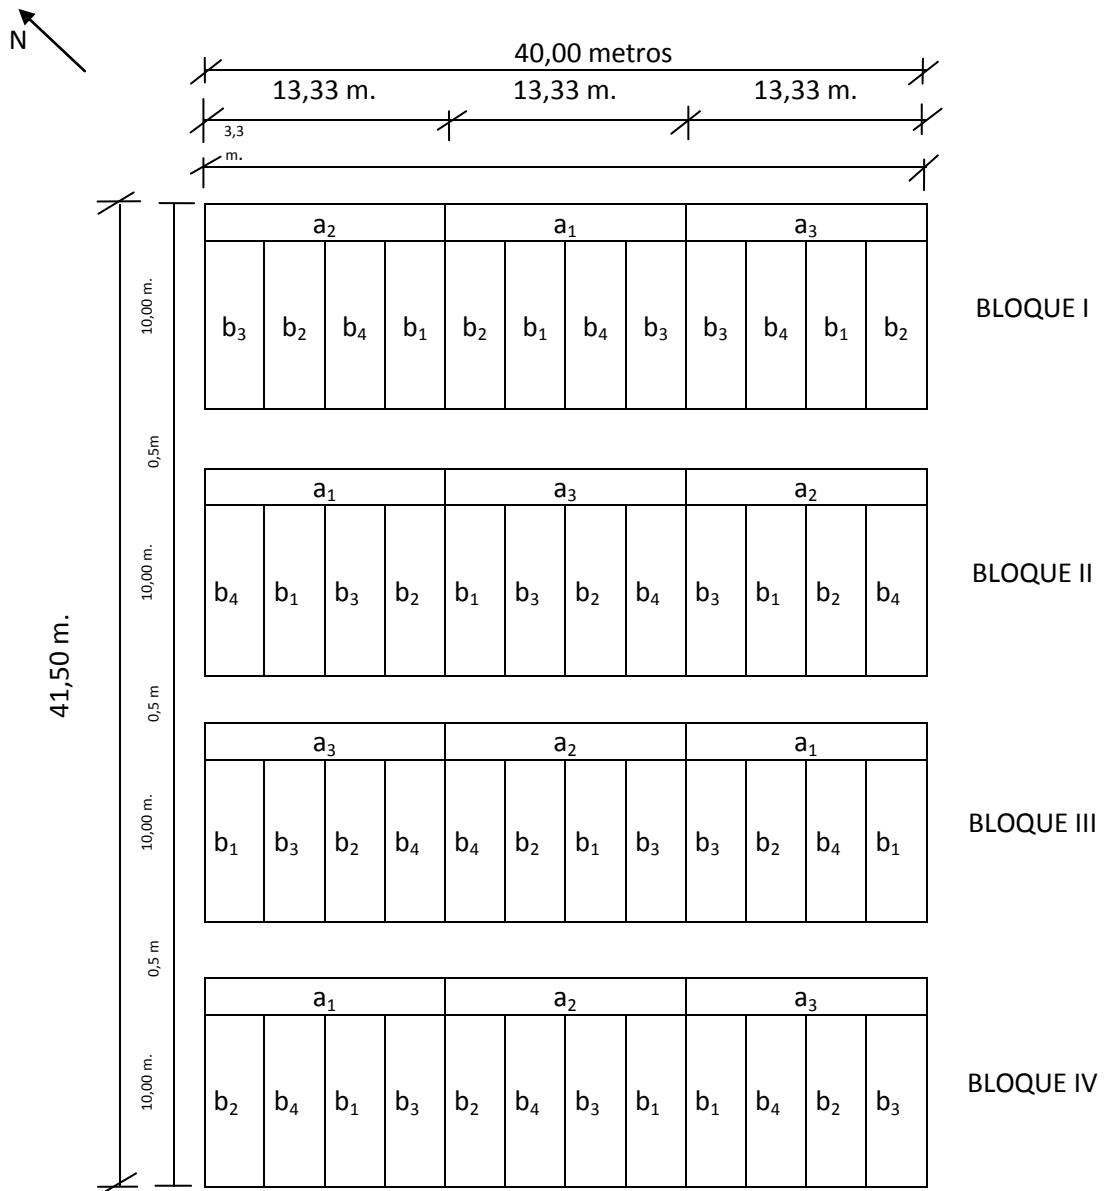 N
40,00 metros
13,33 m. 13,33 m. 13,33 m.
3,3
m.
41,50 m.
a₂ a₁ a₃
10,00 m.
b₃ b₂ b₄ b₁ b₂ b₁ b₄ b₃ b₃ b₄ b₁ b₂
BLOQUE I
0,5m
a₁ a₃ a₂
10,00 m.
b₄ b₁ b₃ b₂ b₁ b₃ b₂ b₄ b₃ b₁ b₂ b₄
BLOQUE II
0,5 m
a₃ a₂ a₁
10,00 m.
b₁ b₃ b₂ b₄ b₄ b₂ b₁ b₃ b₃ b₂ b₄ b₁
BLOQUE III
0,5 m
a₁ a₂ a₃
10,00 m.
b₂ b₄ b₁ b₃ b₂ b₄ b₃ b₁ b₁ b₄ b₂ b₃
BLOQUE IV